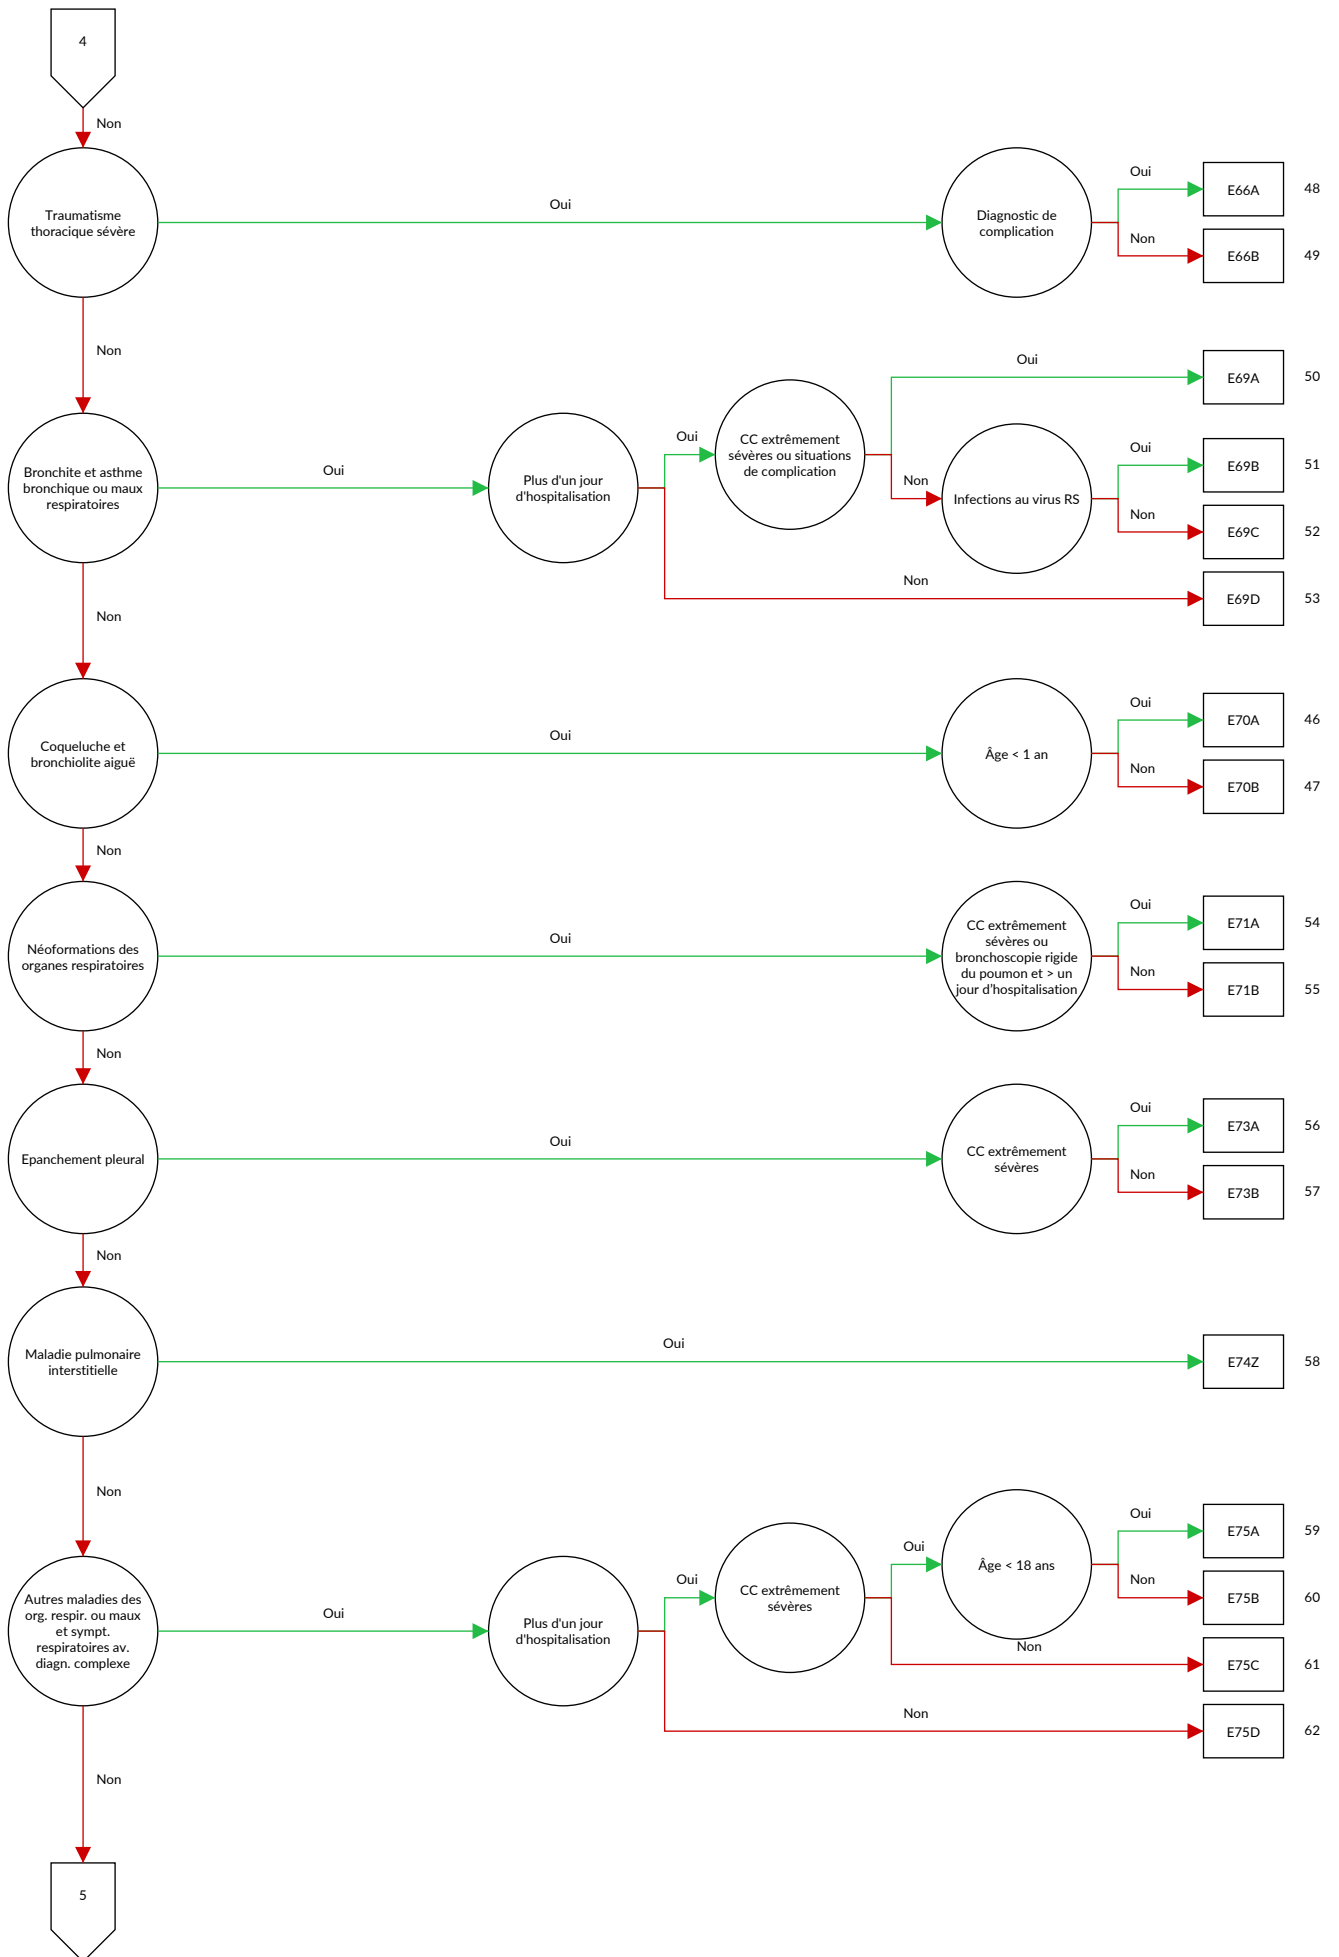 4
Non
Traumatisme
thoracique sévère
Oui
Diagnostic de
complication
Oui
E66A
48
Non
E66B
49
Non
Bronchite et asthme
bronchique ou maux
respiratoires
Oui
Plus d'un jour
d'hospitalisation
Oui
CC extrêmement
sévères ou situations
de complication
Oui
E69A
50
Non
Infections au virus RS
Oui
E69B
51
Non
E69C
52
Non
E69D
53
Non
Coqueluche et
bronchiolite aiguë
Oui
Âge < 1 an
Oui
E70A
46
Non
E70B
47
Non
Néoformations des
organes respiratoires
Oui
CC extrêmement
sévères ou
bronchoscopie rigide
du poumon et > un
jour d’hospitalisation
Oui
E71A
54
Non
E71B
55
Non
Epanchement pleural
Oui
CC extrêmement
sévères
Oui
E73A
56
Non
E73B
57
Non
Maladie pulmonaire
interstitielle
Oui
E74Z
58
Non
Autres maladies des
org. respir. ou maux
et sympt.
respiratoires av.
diagn. complexe
Oui
Plus d'un jour
d'hospitalisation
Oui
CC extrêmement
sévères
Oui
Âge < 18 ans
Oui
E75A
59
Non
E75B
60
Non
E75C
61
Non
E75D
62
Non
5